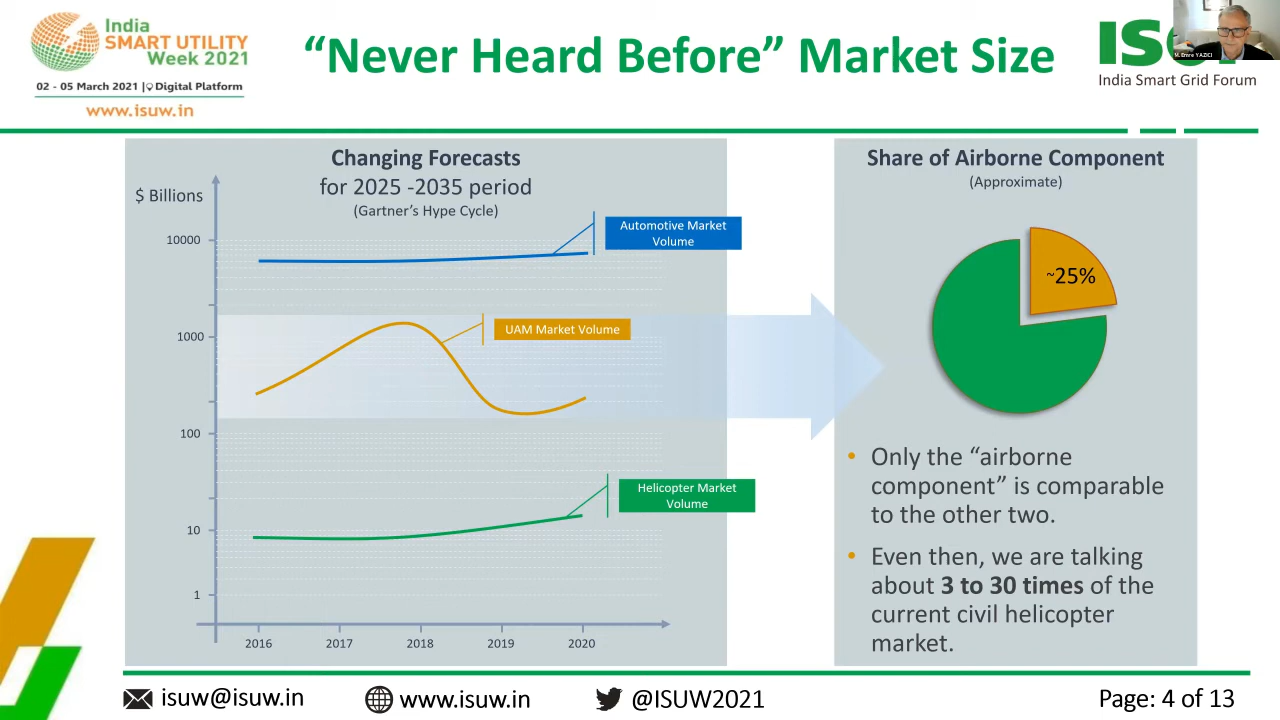 India
SMART UTILITY
Week 2021
02 - 05 March 2021 | Digital Platform
www.isuw.in
“Never Heard Before” Market Size
India Smart Grid Forum
M. Emre YAZICI
Changing Forecasts
for 2025 -2035 period
(Gartner’s Hype Cycle)
$ Billions
10000
1000
100
10
1
2016
2017
2018
2019
2020
Automotive Market
Volume
UAM Market Volume
Helicopter Market
Volume
Share of Airborne Component
(Approximate)
~25%
• Only the “airborne
component” is comparable
to the other two.
• Even then, we are talking
about 3 to 30 times of the
current civil helicopter
market.
isuw@isuw.in
www.isuw.in
@ISUW2021
Page: 4 of 13